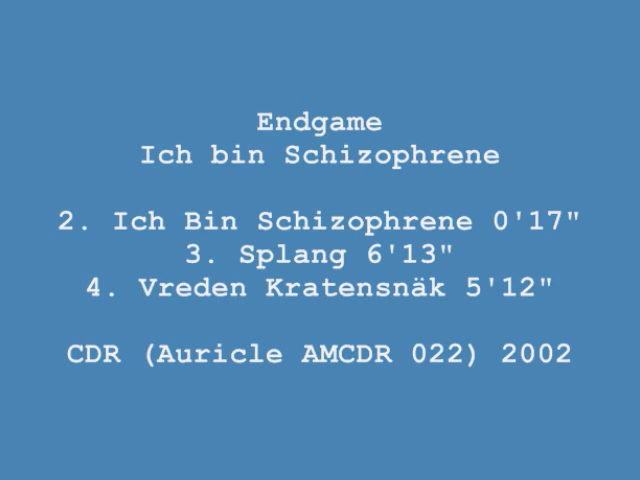 Endgame
Ich bin Schizophrene
2. Ich Bin Schizophrene 0'17"
3. Splang 6'13"
4. Vreden Kratensnäk 5'12"
CDR (Auricle AMCDR 022) 2002